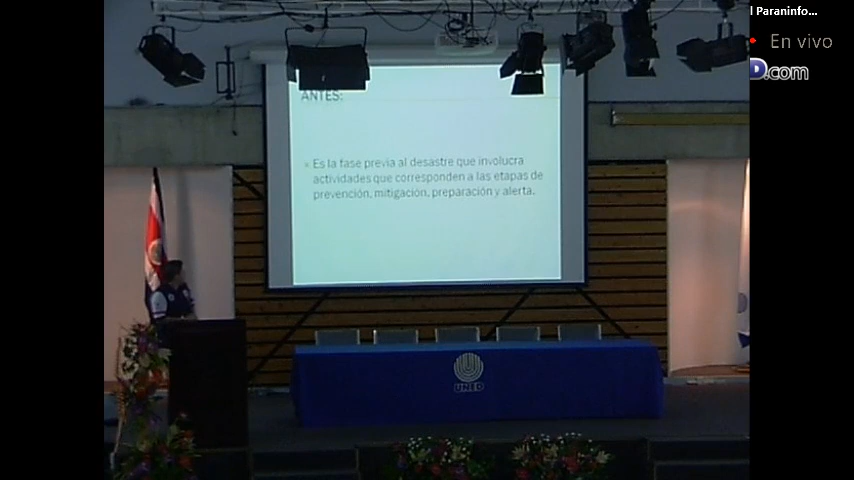 l Paraninfo...
En vivo
D.com
ANTES:
Es la fase previa al desastre que involucra
actividades que corresponden a las etapas de
prevención, mitigación, preparación y alerta.
UNED